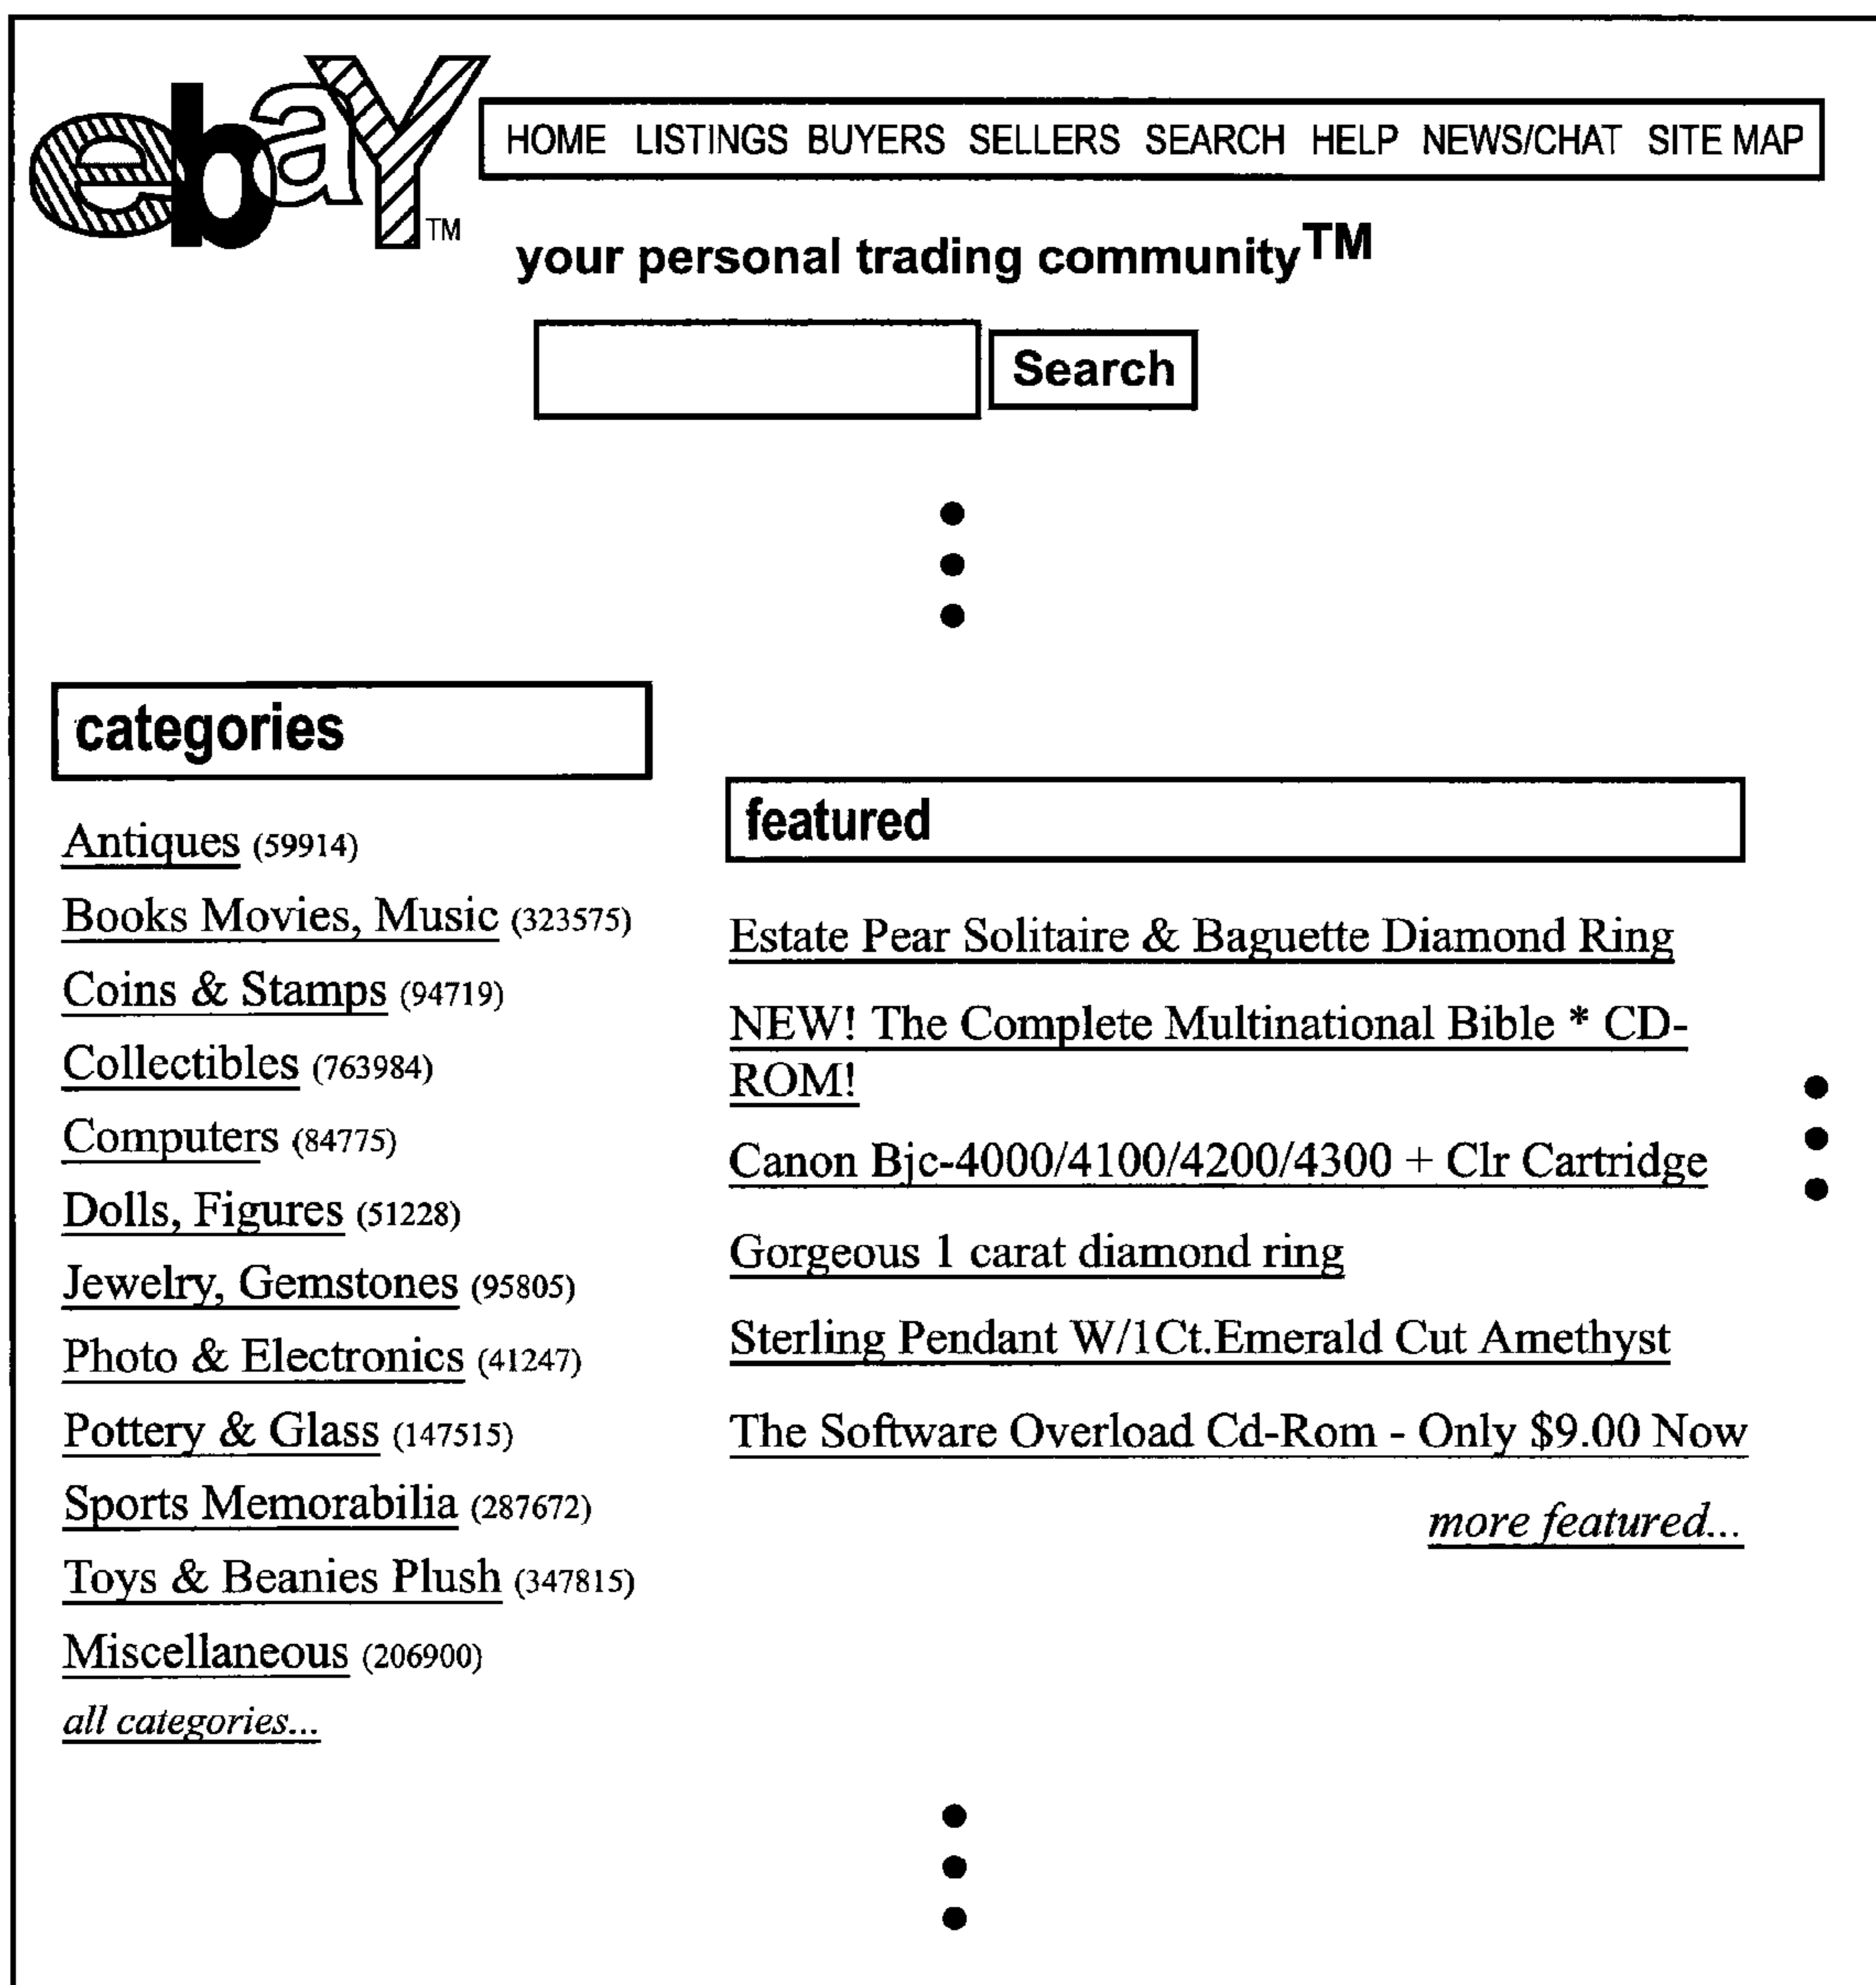 ebaY TM
HOME LISTINGS BUYERS SELLERS SEARCH HELP NEWS/CHAT SITE MAP
your personal trading community TM
Search
categories
Antiques (59914)
Books Movies, Music (323575)
Coins & Stamps (94719)
Collectibles (763984)
Computers (84775)
Dolls, Figures (51228)
Jewelry, Gemstones (95805)
Photo & Electronics (41247)
Pottery & Glass (147515)
Sports Memorabilia (287672)
Toys & Beanies Plush (347815)
Miscellaneous (206900)
all categories...
featured
Estate Pear Solitaire & Baguette Diamond Ring
NEW! The Complete Multinational Bible * CD-
ROM!
Canon Bjc-4000/4100/4200/4300 + Clr Cartridge
Gorgeous 1 carat diamond ring
Sterling Pendant W/1Ct.Emerald Cut Amethyst
The Software Overload Cd-Rom - Only $9.00 Now
more featured...